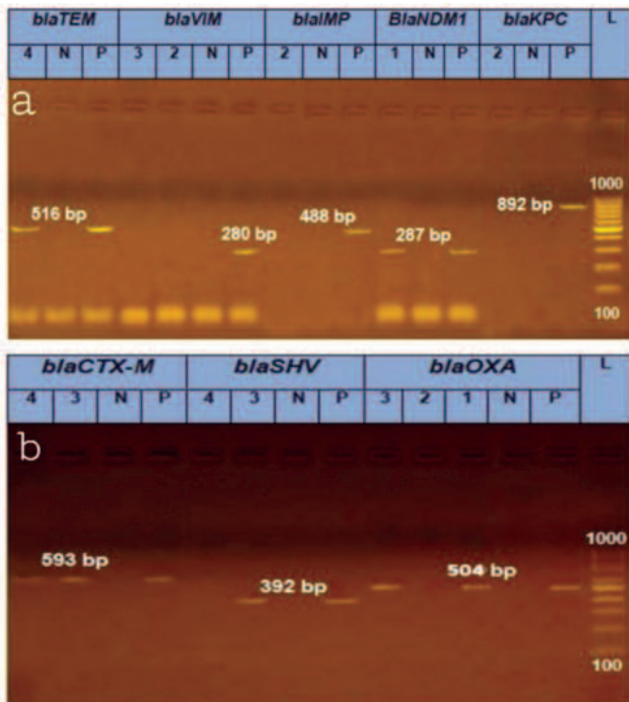 blaTEM blaVIM blaIMP BlaNDM1 blaKPC L
4 N P 3 2 N P 2 N P 1 N P 2 N P
a
1000
516 bp 280 bp 488 bp 287 bp 892 bp
100
blaCTX-M blaSHV blaOXA L
4 3 N P 4 3 N P 3 2 1 N P
b
1000
593 bp 392 bp 504 bp
100